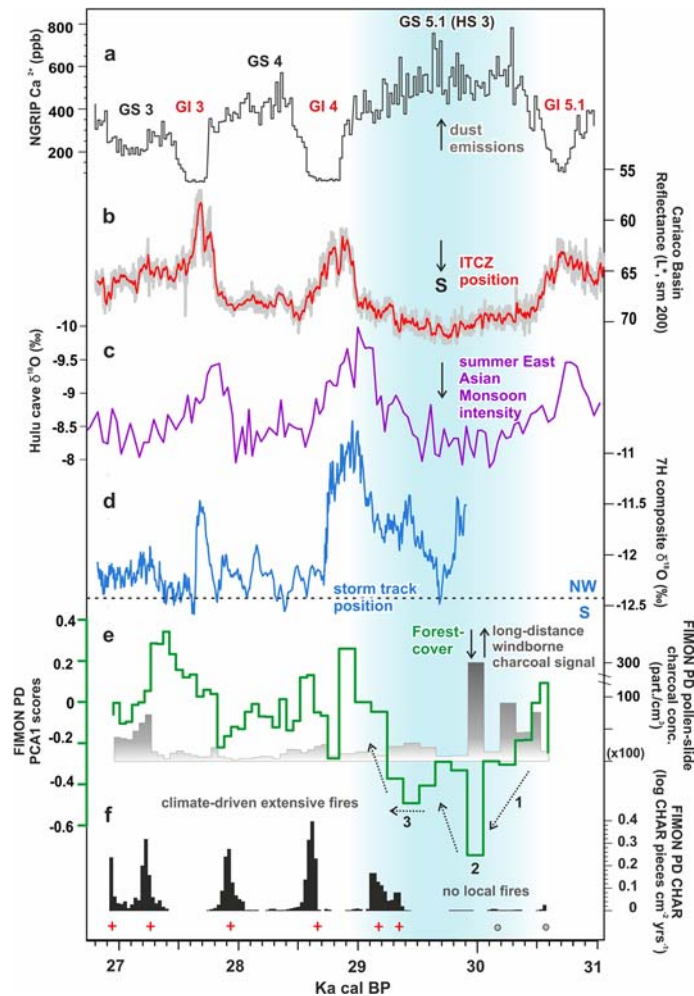 GS 5.1 (HS 3)
a
GS 4
GS 3
GI 3
GI 4
GI 5.1
800
600
400
200
NGRIP Ca 2+ (ppb)
dust
emissions
55
60
65
70
Cariaco Basin
Reflectance (L*, sm 200)
b
S
ITCZ
position
-10
-9.5
-9
-8.5
-8
Hulu cave δ18O (‰)
c
summer East
Asian
Monsoon
intensity
-11
-11.5
-12
-12.5
7H composite δ18O (‰)
d
storm track
position
NW
S
0.4
0.2
0
-0.2
-0.4
-0.6
FIMON PD
PCA1 scores
e
Forest-
cover
long-distance
windborne
charcoal signal
300
100
(x100)
FIMON PD pollen-slide
charcoal conc.
(part./cm3)
1
2
3
f
climate-driven extensive fires
no local fires
0.4
0.3
0.2
0.1
0
FIMON PD CHAR
(log CHAR pieces cm-2 yrs-1)
27
28
29
30
31
Ka cal BP